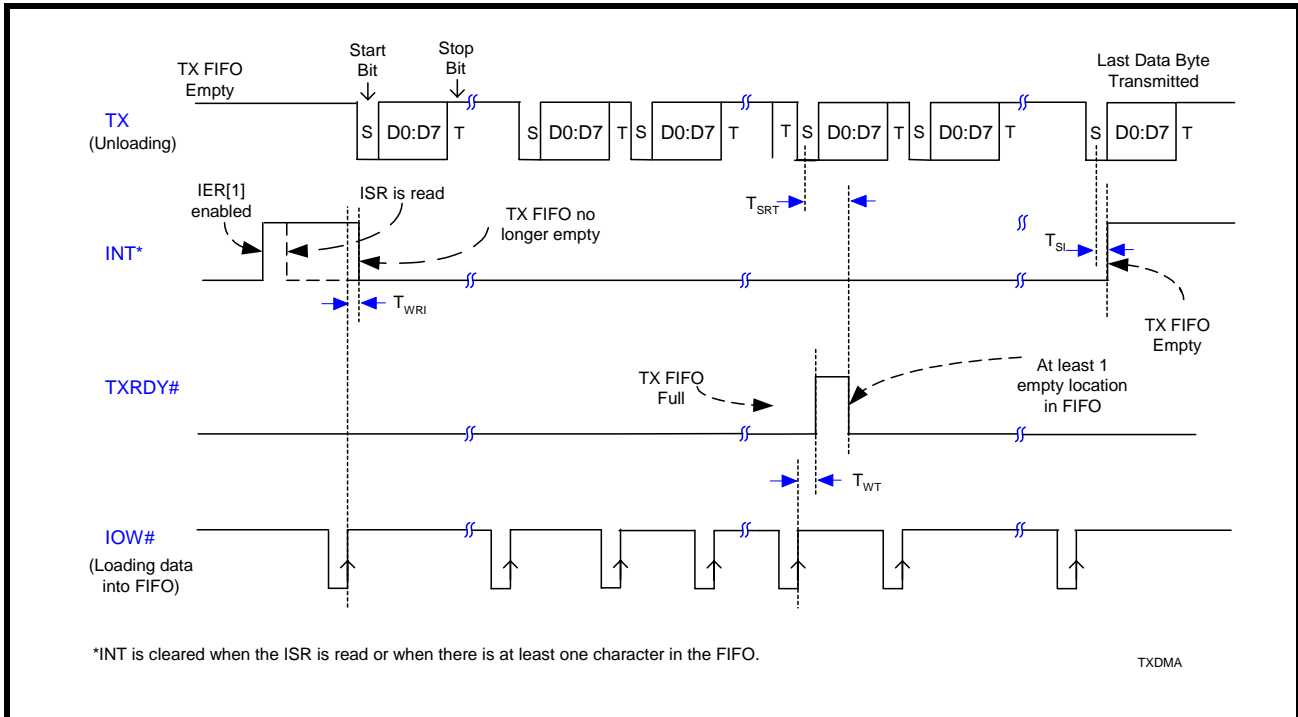 TX FIFO
Empty
Start
Bit
Stop
Bit
Last Data Byte
Transmitted
TX
(Unloading)
S D0:D7 T S D0:D7 T S D0:D7 T T S D0:D7 T S D0:D7 T S D0:D7 T
IER[1]
enabled
ISR is read
TX FIFO no
longer empty
INT*
TWRI
TSRT
TSI
TX FIFO
Empty
TXRDY#
TX FIFO
Full
At least 1
empty location
in FIFO
TWT
IOW#
(Loading data
into FIFO)
*INT is cleared when the ISR is read or when there is at least one character in the FIFO.
TXDMA